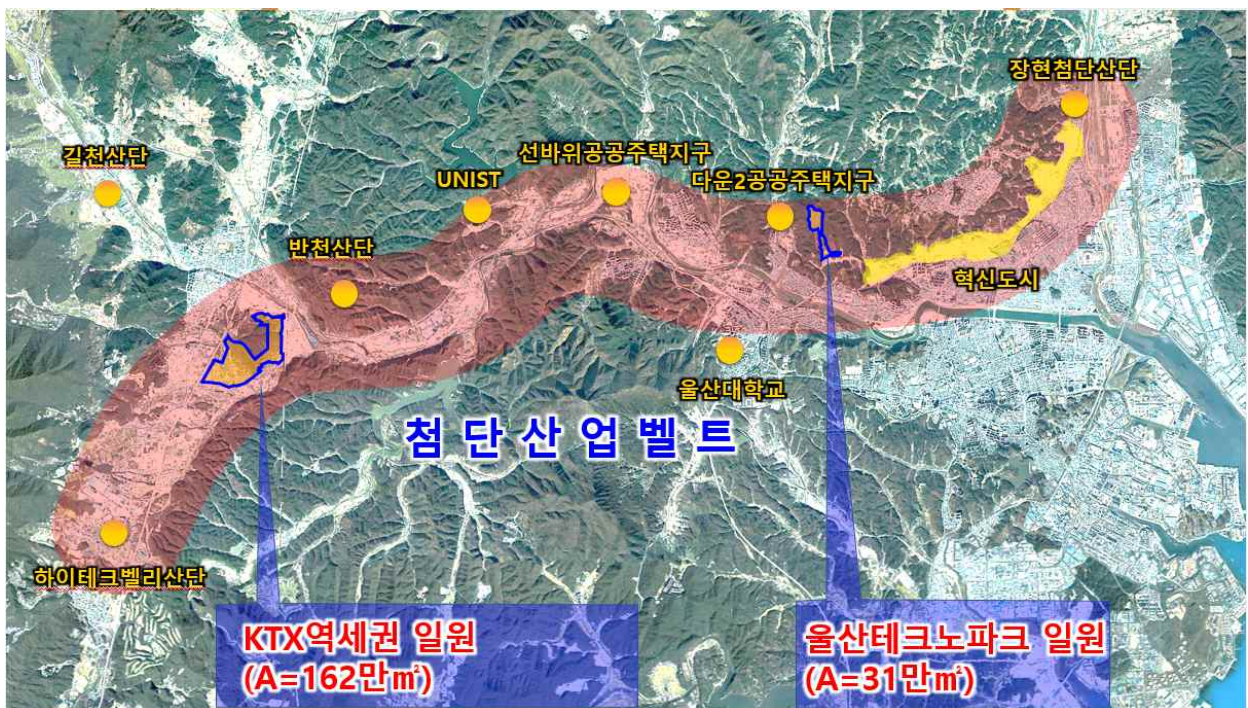 장현첨단산단
길천산단
선바위공공주택지구
UNIST
다운2공공주택지구
반천산단
혁신도시
울산대학교
첨단산업벨트
하이테크벨리산단
KTX역세권 일원
(A=162만㎡)
울산테크노파크 일원
(A=31만㎡)